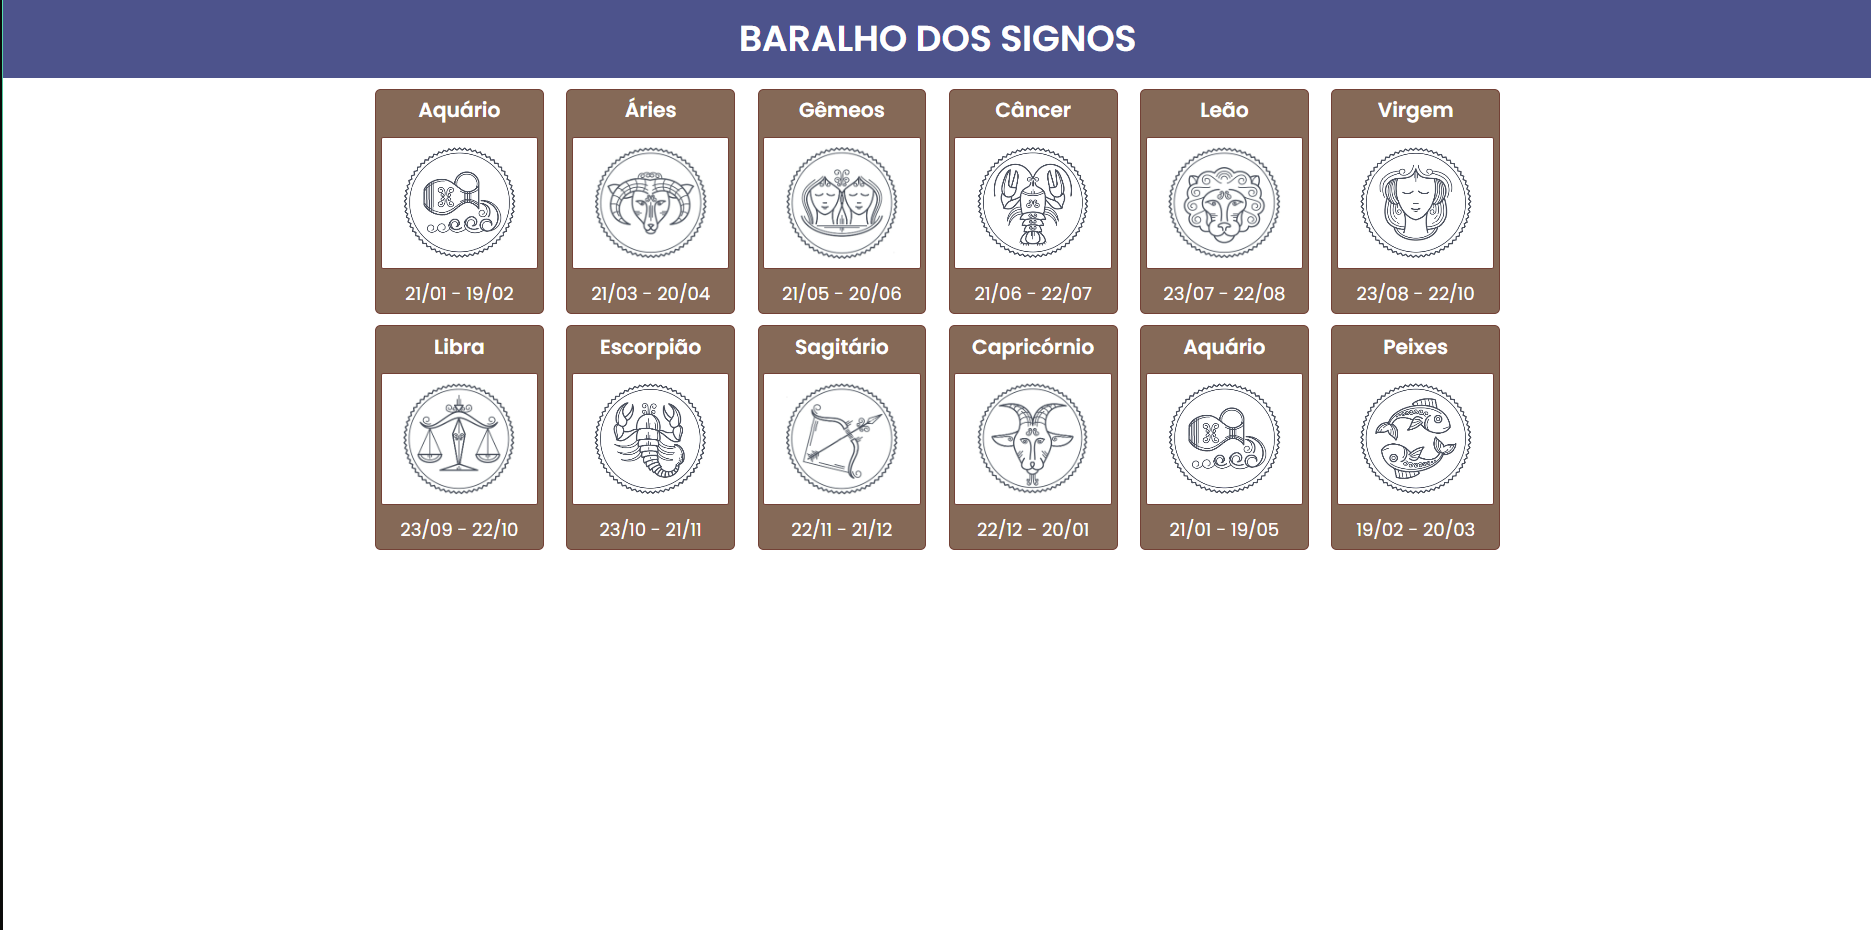 BARALHO DOS SIGNOS
Aquário
21/01 - 19/02
Áries
21/03 - 20/04
Gêmeos
21/05 - 20/06
Câncer
21/06 - 22/07
Leão
23/07 - 22/08
Virgem
23/08 - 22/10
Libra
23/09 - 22/10
Escorpião
23/10 - 21/11
Sagitário
22/11 - 21/12
Capricórnio
22/12 - 20/01
Aquário
21/01 - 19/05
Peixes
19/02 - 20/03